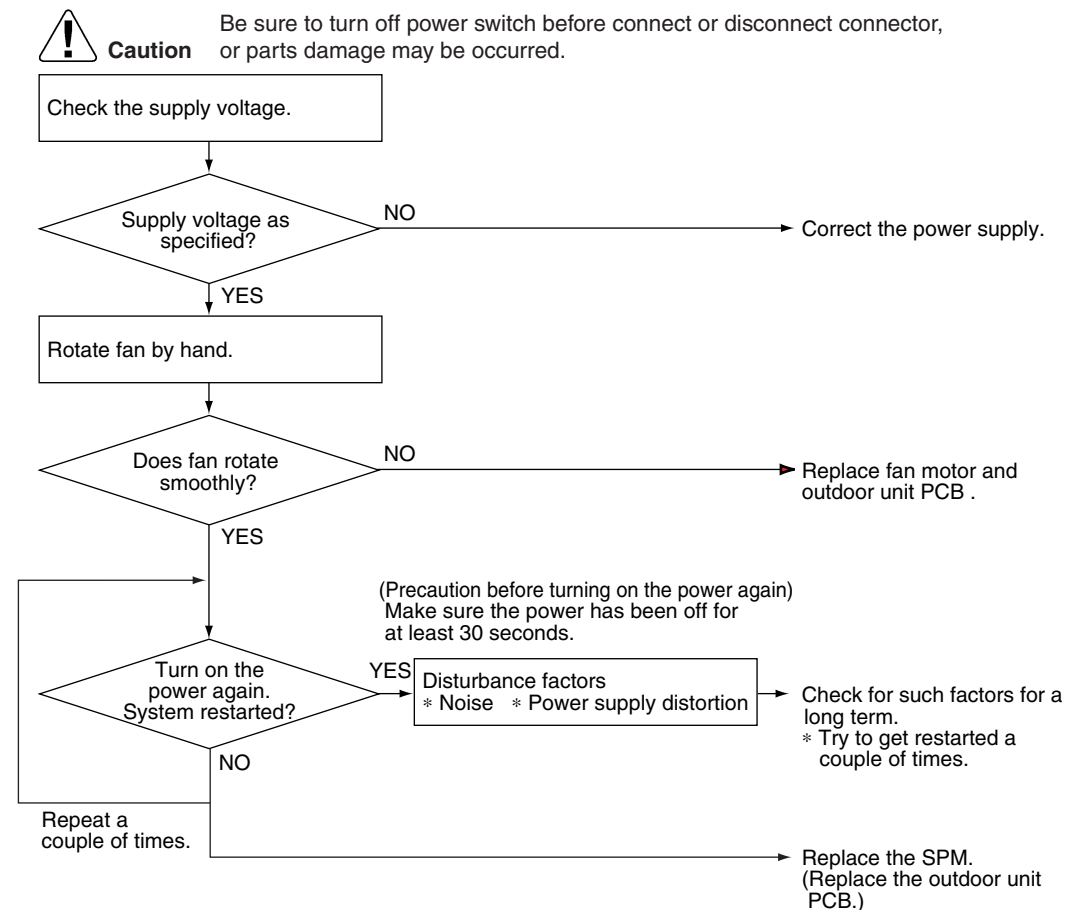 Be sure to turn off power switch before connect or disconnect connector,
Caution or parts damage may be occurred.
Check the supply voltage.
Supply voltage as
specified?
NO
Correct the power supply.
YES
Rotate fan by hand.
Does fan rotate
smoothly?
NO
Replace fan motor and
outdoor unit PCB .
YES
(Precaution before turning on the power again)
Make sure the power has been off for
at least 30 seconds.
Turn on the
power again.
System restarted?
YES
Disturbance factors
* Noise * Power supply distortion
Check for such factors for a
long term.
* Try to get restarted a
couple of times.
NO
Repeat a
couple of times.
Replace the SPM.
(Replace the outdoor unit
PCB.)